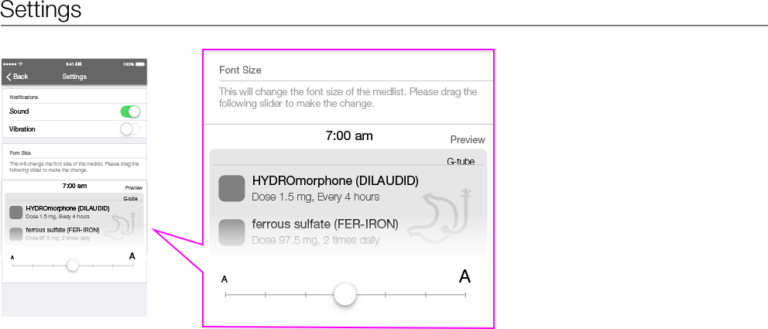 Settings
9:41 AM
100%
Back
Settings
Notifications
Sound
Vibration
Font Size
This will change the font size of the medlist. Please drag the
following slider to make the change.
7:00 am
Preview
G-tube
HYDROmorphone (DILAUDID)
Dose 1.5 mg, Every 4 hours
ferrous sulfate (FER-IRON)
Dose 97.5 mg, 2 times daily
A
A
Font Size
This will change the font size of the medlist. Please drag the
following slider to make the change.
7:00 am
Preview
G-tube
HYDROmorphone (DILAUDID)
Dose 1.5 mg, Every 4 hours
ferrous sulfate (FER-IRON)
Dose 97.5 mg, 2 times daily
A
A